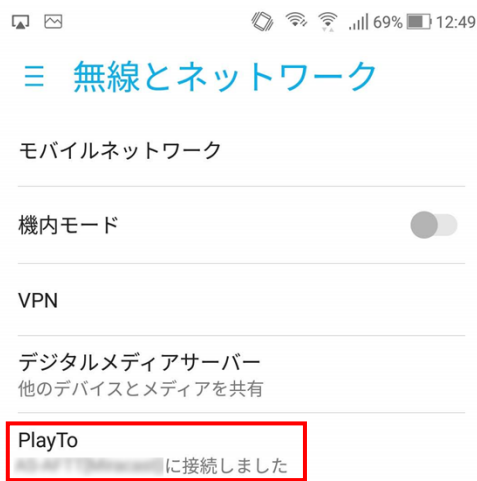 69% 12:49
無線とネットワーク
モバイルネットワーク
機内モード
VPN
デジタルメディアサーバー
他のデバイスとメディアを共有
PlayTo
に接続しました